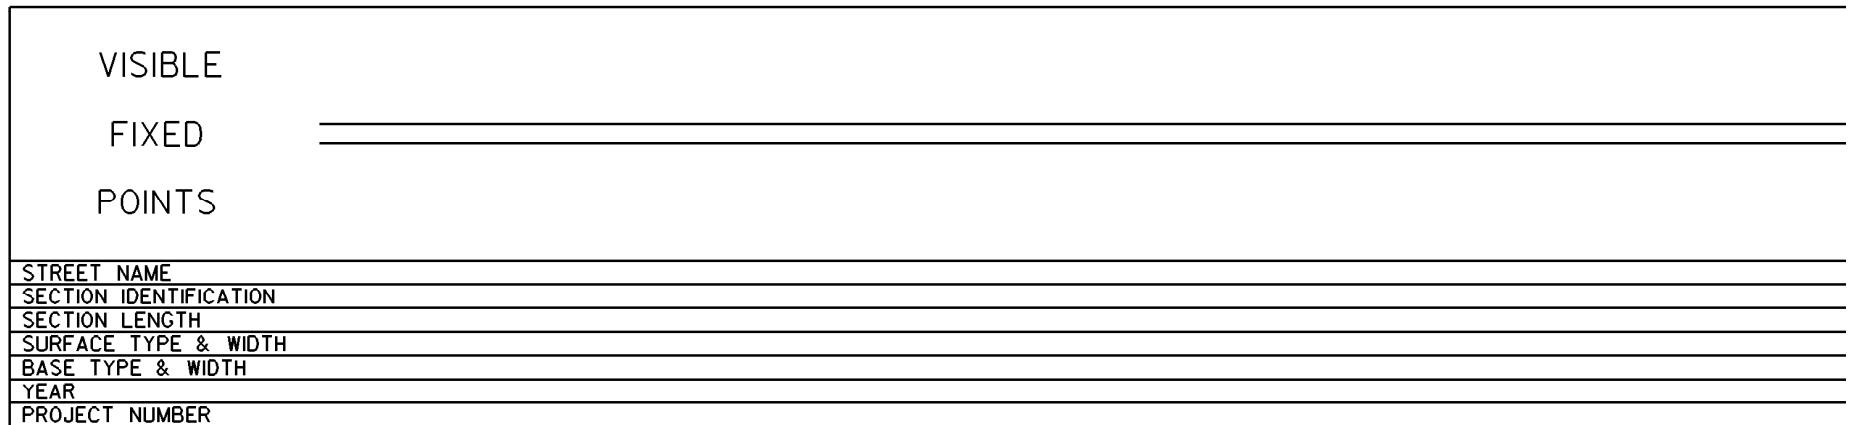 VISIBLE
FIXED
POINTS
STREET NAME
SECTION IDENTIFICATION
SECTION LENGTH
SURFACE TYPE & WIDTH
BASE TYPE & WIDTH
YEAR
PROJECT NUMBER